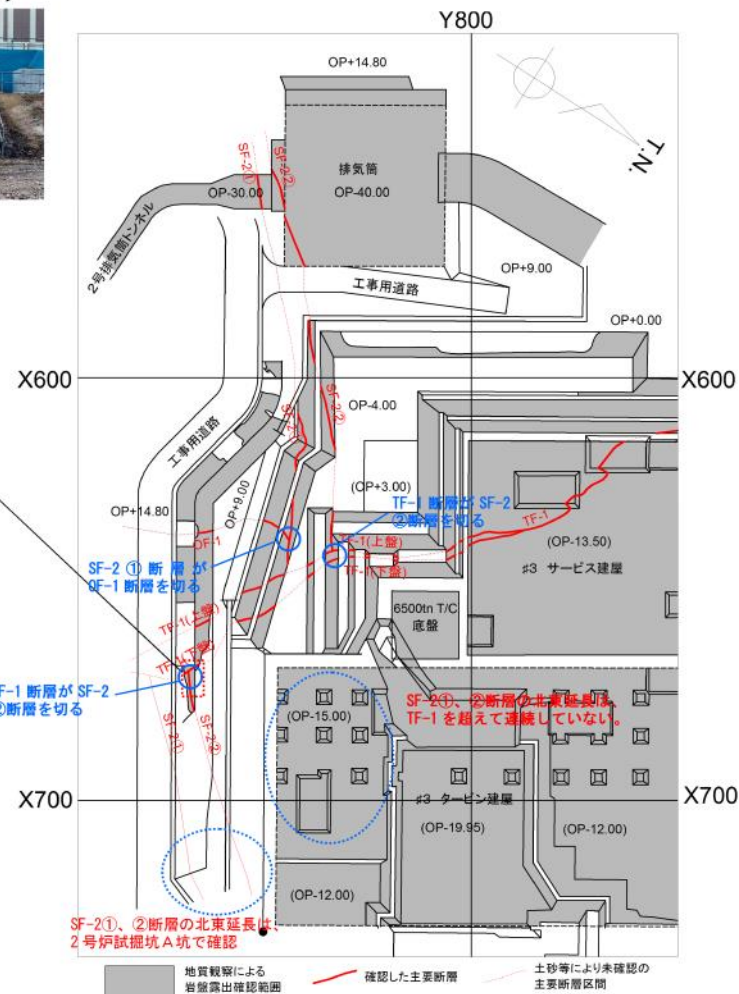 Y800
OP+14.80
T.N.
SF-2①
SF-2②
排気筒
OP-40.00
OP-30.00
2号排気筒トンネル
OP+9.00
工事用道路
OP+0.00
X600
X600
OP-4.00
SF-2②
SF-2①
工事用道路
(OP+3.00)
OP+14.80
OP+9.00
TF-1 断層が SF-2
②断層を切る
TF-1
OF-1
TF-1(上盤)
TF-1(下盤)
(OP-13.50)
SF-2 ①断層が
OF-1 断層を切る
♯3 サービス建屋
TF-1(上盤)
6500tn T/C
底盤
TF-1(下盤)
F-1 断層が SF-2
②断層を切る
SF-2①、②断層の北東延長は、
TF-1 を超えて連続していない。
(OP-15.00)
SF-2①
SF-2②
X700
X700
♯3 タービン建屋
(OP-19.95)
(OP-12.00)
(OP-12.00)
SF-2①、②断層の北東延長は、
2号炉試掘坑A坑で確認
地質観察による
岩盤露出確認範囲
確認した主要断層
土砂等により未確認の
主要断層区間